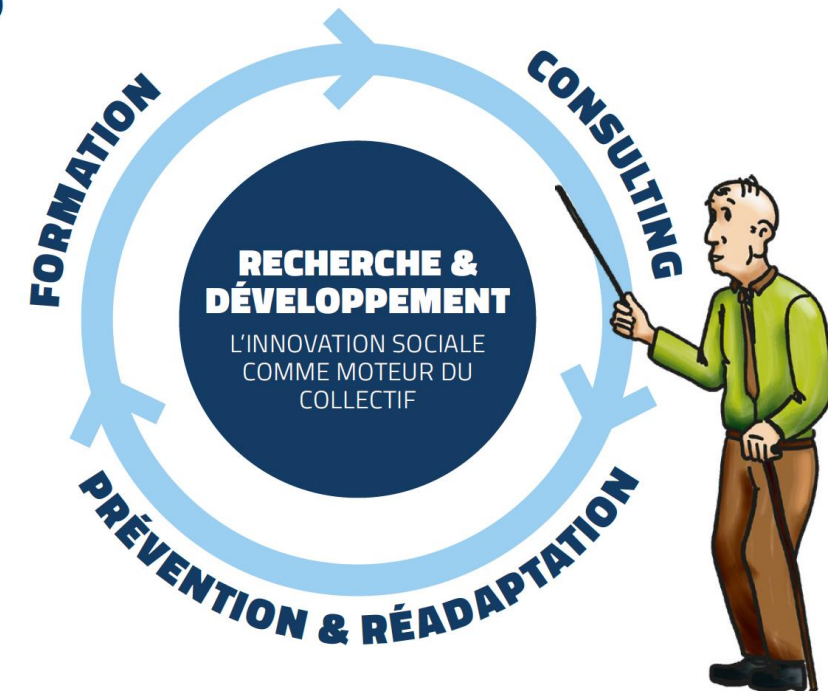 FORMATION
CONSULTING
RECHERCHE &
DÉVELOPPEMENT
L'INNOVATION SOCIALE
COMME MOTEUR DU
COLLECTIF
PRÉVENTION & RÉADAPTATION